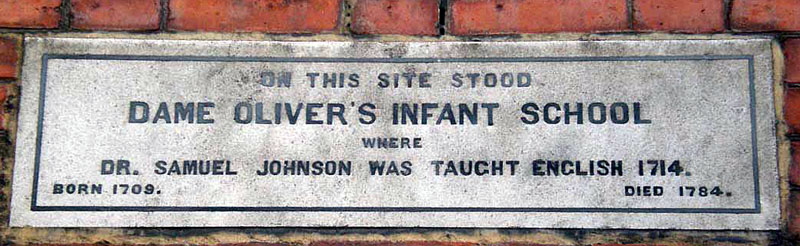 ON THIS SITE STOOD
DAME OLIVER'S INFANT SCHOOL
WHERE
DR. SAMUEL JOHNSON WAS TAUGHT ENGLISH 1714.
BORN 1709. DIED 1784.